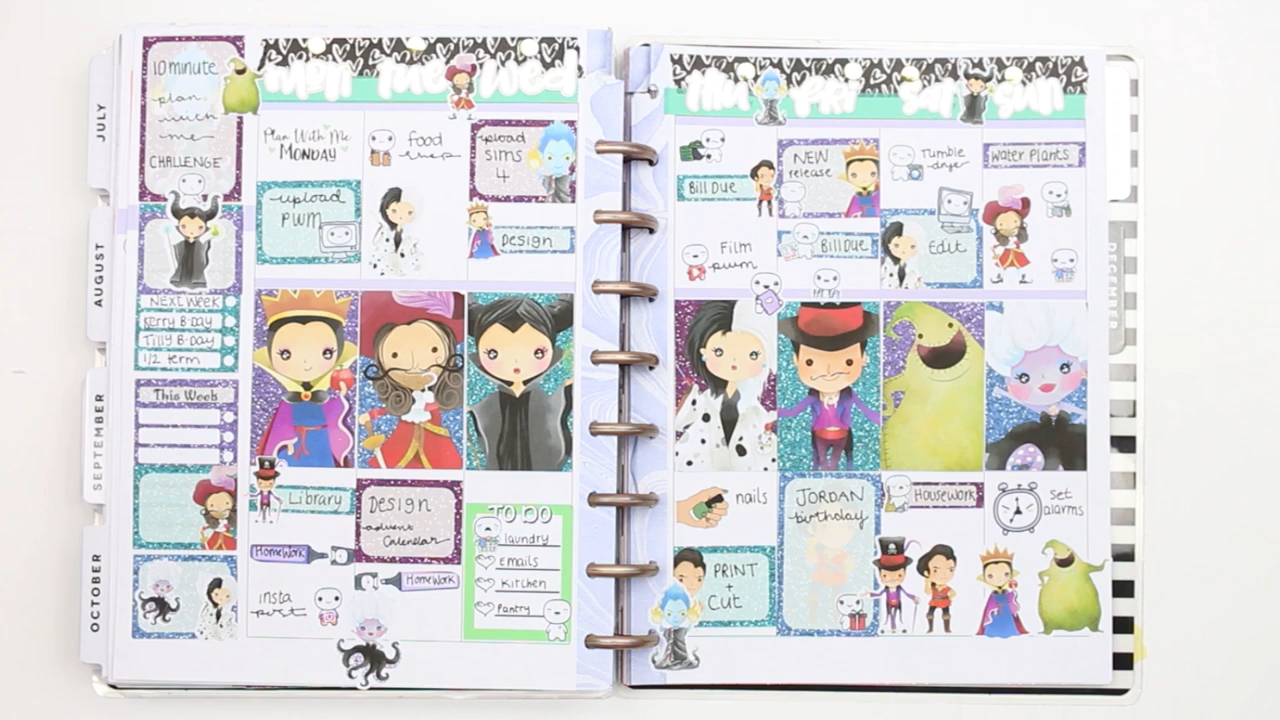 JULY
AUGUST
SEPTEMBER
OCTOBER
10 minute
plan
with
me
CHALLENGE
NEXT WEEK
Kerry B-DAY
TILLY B-DAY
1/2 term
This Week
mon
Plan With Me
MONDAY
upload
PWM
Library
HOMEWORK
insta
post
Tue
food
shop
DESIGN
advent
Calendar
HOMEWORK
Wed
upload
SIMS
4
DESIGN
TO DO
laundry
EMAILS
Kitchen
Pantry
Thu
Bill DUE
Film
pwm
nails
PRINT
+
CUT
FRI
NEW
release
Bill DUE
JORDAN
birthday
Sat
Tumble
dryer
Edit
HOUSEWORK
Sun
WATER PLANTS
set
alarms
DECEMBER